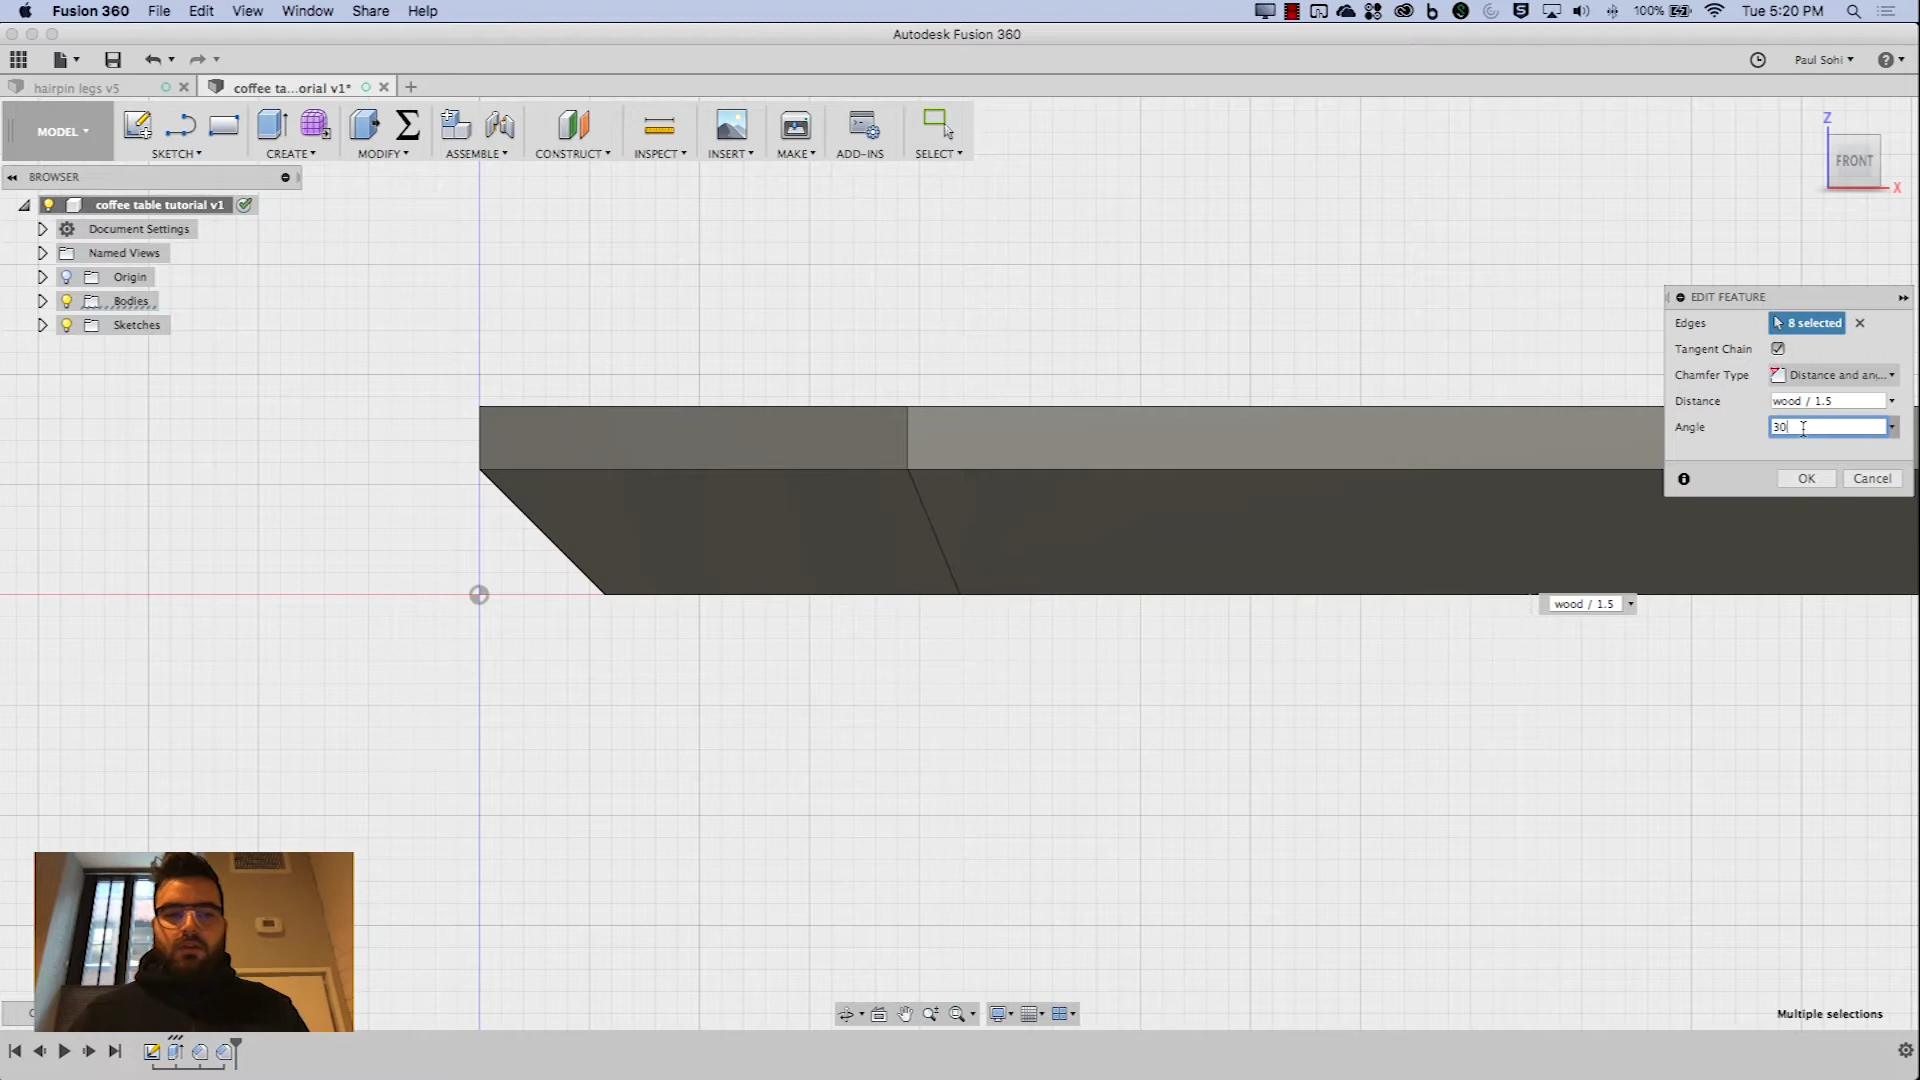 Fusion 360 File Edit View Window Share Help 100% Tue 5:20 PM
Autodesk Fusion 360
Paul Sohi
hairpin legs v5 coffee ta...orial v1*
MODEL
SKETCH CREATE MODIFY ASSEMBLE CONSTRUCT INSPECT INSERT MAKE ADD-INS SELECT
Z
FRONT
X
BROWSER
coffee table tutorial v1
Document Settings
Named Views
Origin
Bodies
Sketches
EDIT FEATURE
Edges 8 selected
Tangent Chain
Chamfer Type Distance and an...
Distance wood / 1.5
Angle 30
OK Cancel
wood / 1.5
Multiple selections